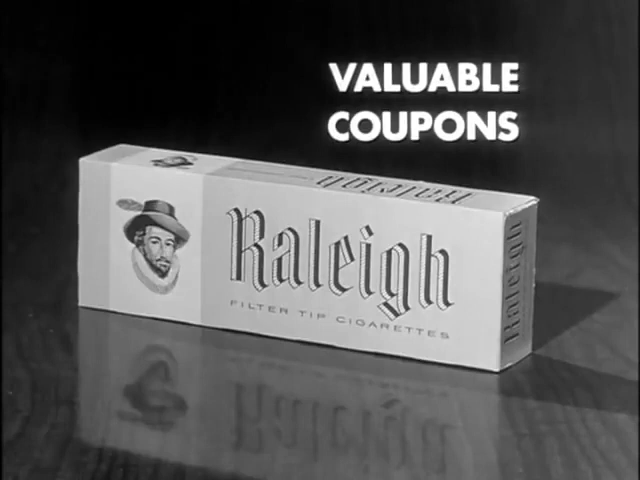 VALUABLE
COUPONS
Raleigh
Raleigh
FILTER TIP CIGARETTES
Raleigh